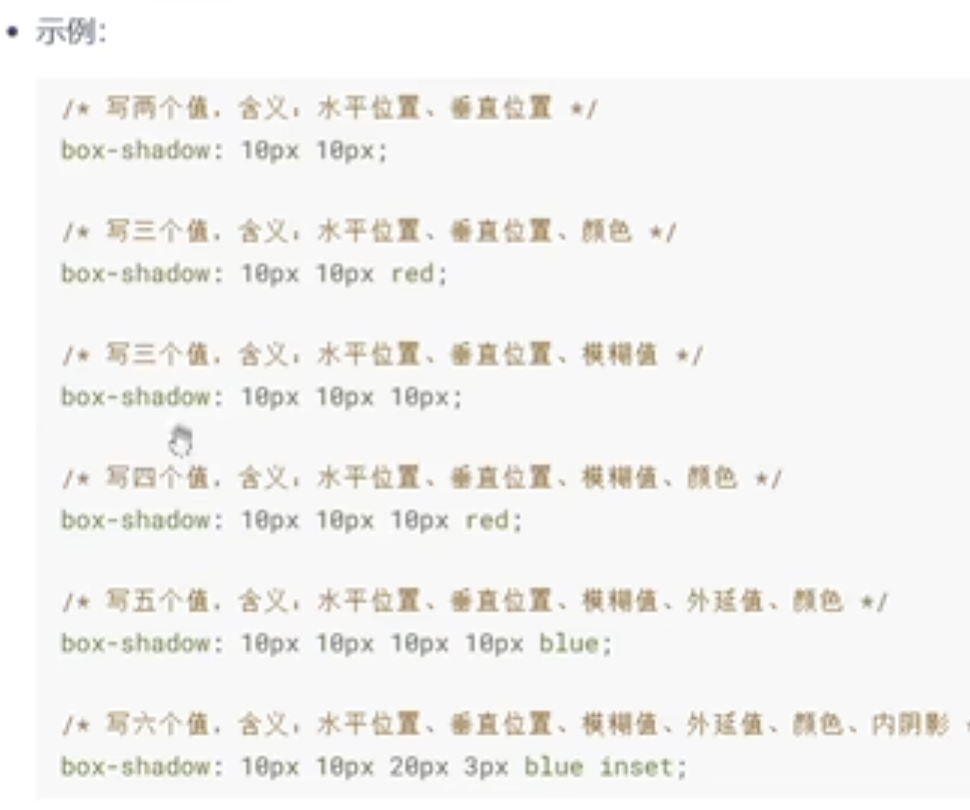 • 示例:
/* 写两个值，含义：水平位置、垂直位置 */
box-shadow: 10px 10px;
/* 写三个值，含义：水平位置、垂直位置、颜色 */
box-shadow: 10px 10px red;
/* 写三个值，含义：水平位置、垂直位置、模糊值 */
box-shadow: 10px 10px 10px;
/* 写四个值，含义：水平位置、垂直位置、模糊值、颜色 */
box-shadow: 10px 10px 10px red;
/* 写五个值，含义：水平位置、垂直位置、模糊值、外延值、颜色 */
box-shadow: 10px 10px 10px 10px blue;
/* 写六个值，含义：水平位置、垂直位置、模糊值、外延值、颜色、内阴影 *
box-shadow: 10px 10px 20px 3px blue inset;